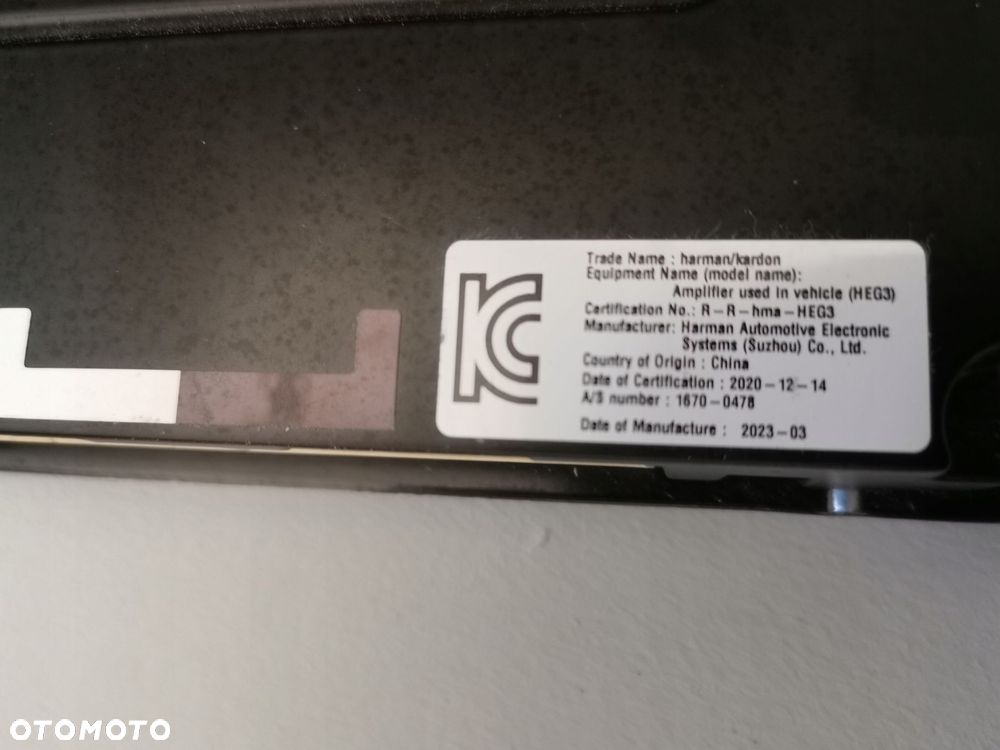 Trade Name : harman/kardon
Equipment Name (model name):
Amplifier used in vehicle (HEG3)
Certification No.: R-R-hma-HEG3
Manufacturer: Harman Automotive Electronic
Systems (Suzhou) Co., Ltd.
Country of Origin : China
Date of Certification : 2020-12-14
A/S number : 1670-0478
Date of Manufacture : 2023-03
KC
OTOMOTO